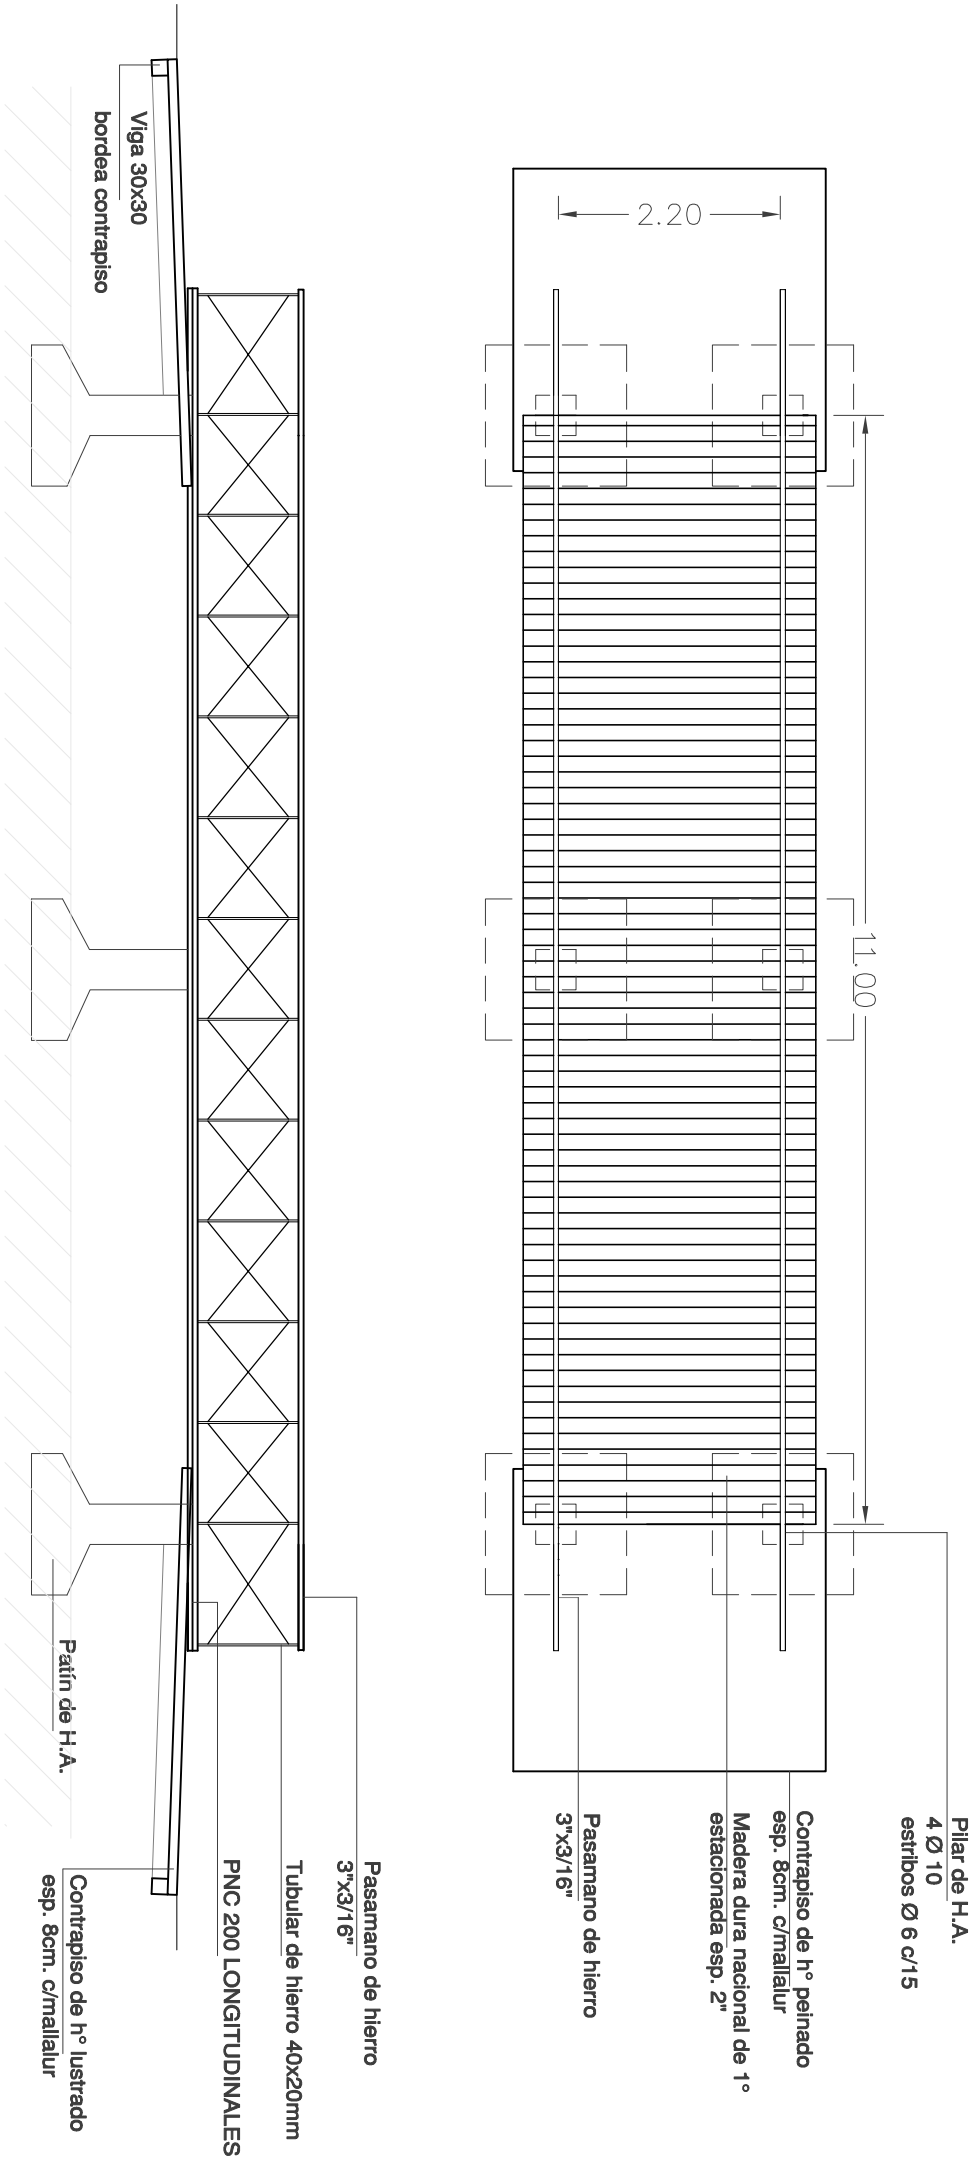 Pilar de H.A.
4 Ø 10
estribos Ø 6 c/15
11.00
2.20
Contrapiso de h° peinado
esp. 8cm. c/mallalur
Madera dura nacional de 1°
estacionada esp. 2"
Pasamano de hierro
3"x3/16"
Pasamano de hierro
3"x3/16"
Tubular de hierro 40x20mm
PNC 200 LONGITUDINALES
Viga 30x30
bordea contrapiso
Patín de H.A.
Contrapiso de h° lustrado
esp. 8cm. c/mallalur